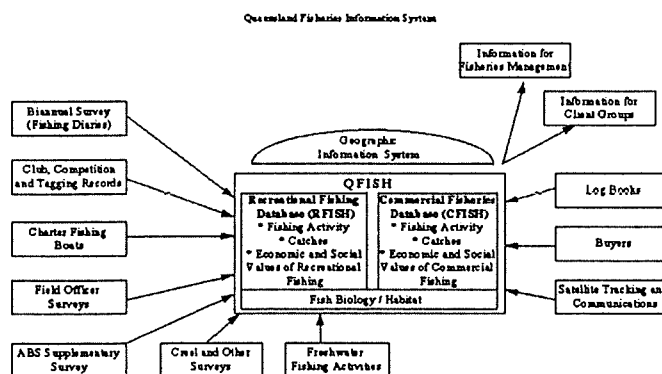 Queensland Fisheries Information System
Information for
Fisheries Management
Information for
Client Groups
Biannual Survey
(Fishing Diaries)
Geographic
Information System
Club, Competition
and Tagging Records
QFISH
Recreational Fishing
Database (RFISH)
* Fishing Activity
* Catches
* Economic and Social
Values of Recreational
Fishing
Commercial Fisheries
Database (CFISH)
* Fishing Activity
* Catches
* Economic and Social
Values of Commercial
Fishing
Log Books
Charter Fishing
Boats
Buyers
Field Officer
Surveys
Fish Biology / Habitat
Satellite Tracking and
Communications
ABS Supplementary
Survey
Creel and Other
Surveys
Freshwater
Fishing Activities